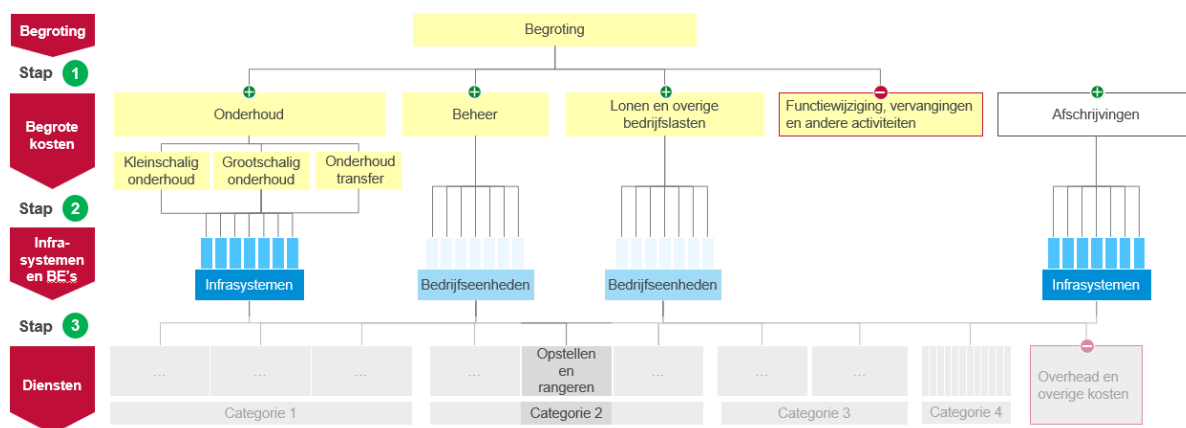 Begroting
Begroting
Stap 1
Begrote
kosten
Onderhoud
Beheer
Lonen en overige
bedrijfslasten
Functiewijziging, vervangingen
en andere activiteiten
Afschrijvingen
Kleinschalig
onderhoud
Grootschalig
onderhoud
Onderhoud
transfer
Stap 2
Infra-
systemen
en BE's
Infrasystemen
Bedrijfseenheden
Bedrijfseenheden
Infrasystemen
Stap 3
Diensten
...
...
...
...
Opstellen
en
rangeren
...
...
...
...
Overhead en
overige kosten
Categorie 1
Categorie 2
Categorie 3
Categorie 4